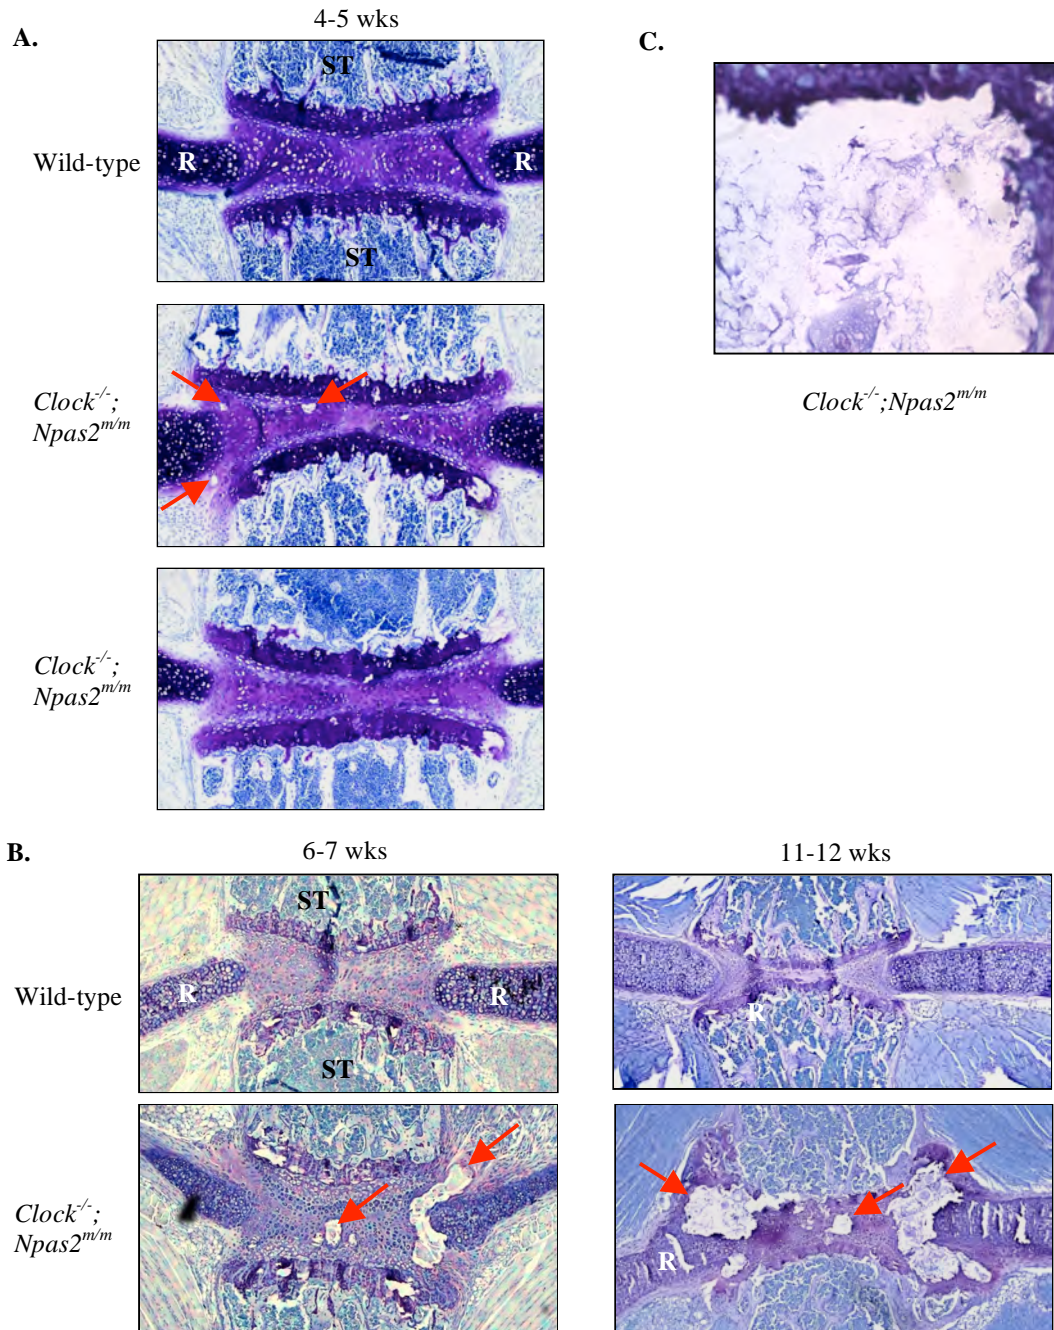 A.
4-5 wks
C.
Wild-type
ST
R
R
ST
Clock-/-;
Npas2m/m
Clock-/-;Npas2m/m
Clock-/-;
Npas2m/m
B.
6-7 wks
11-12 wks
Wild-type
ST
R
R
ST
R
Clock-/-;
Npas2m/m
R